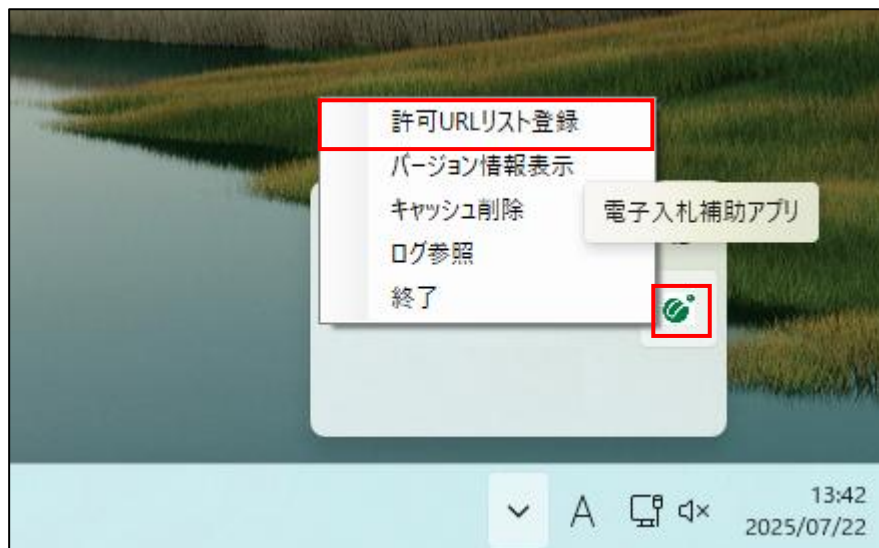 許可URLリスト登録
バージョン情報表示
キャッシュ削除
電子入札補助アプリ
ログ参照
終了
A
13:42
2025/07/22